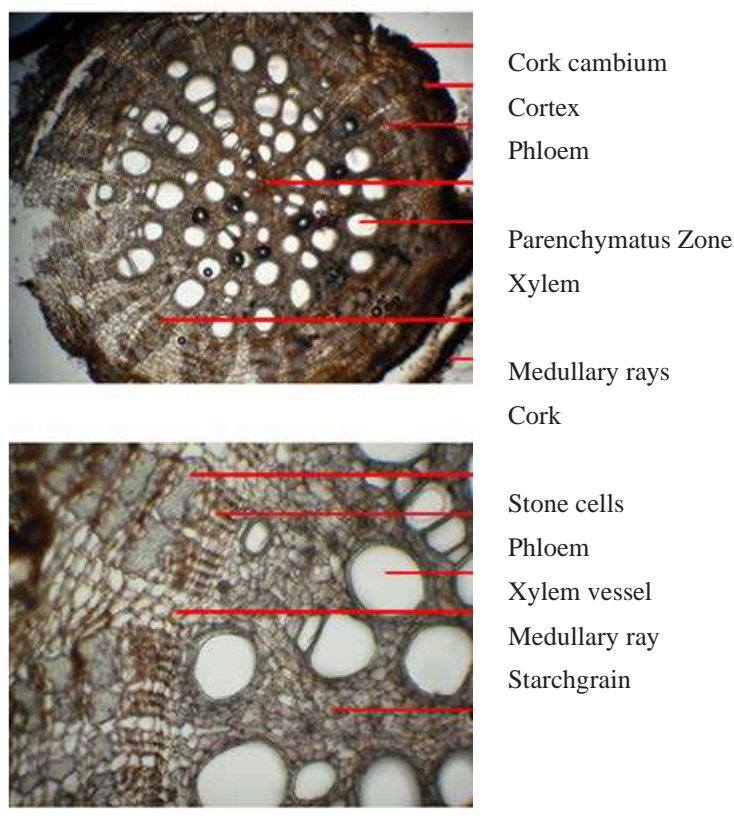 Cork cambium
Cortex
Phloem
Parenchymatus Zone
Xylem
Medullary rays
Cork
Stone cells
Phloem
Xylem vessel
Medullary ray
Starchgrain